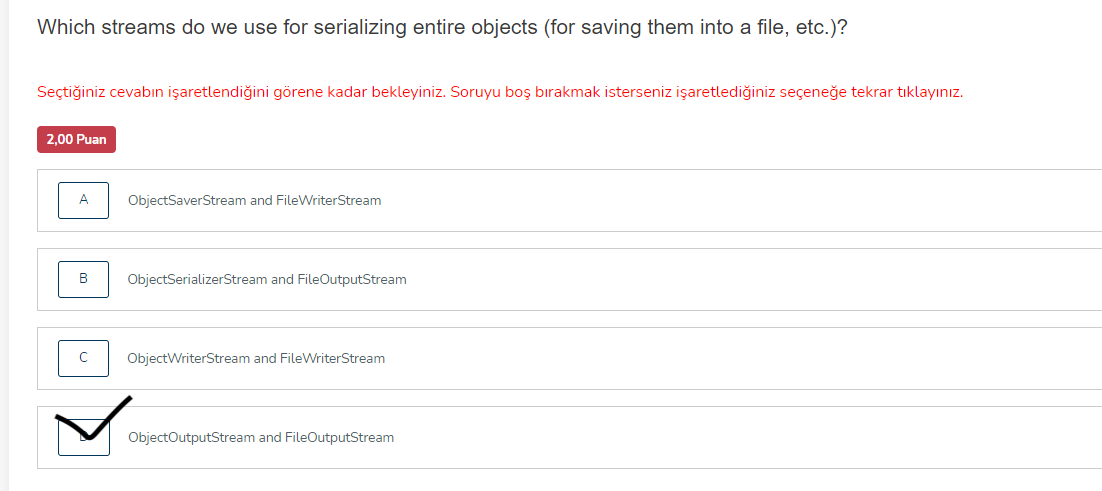 Which streams do we use for serializing entire objects (for saving them into a file, etc.)?
Seçtiğiniz cevabın işaretlendiğini görene kadar bekleyiniz. Soruyu boş bırakmak isterseniz işaretlediğiniz seçeneğe tekrar tıklayınız.
2,00 Puan
A ObjectSaverStream and FileWriterStream
B ObjectSerializerStream and FileOutputStream
C ObjectWriterStream and FileWriterStream
ObjectOutputStream and FileOutputStream